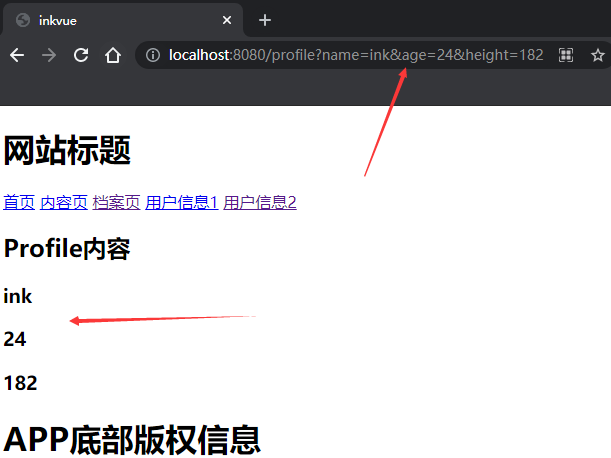 inkvue
localhost:8080/profile?name=ink&age=24&height=182
网站标题
首页 内容页 档案页 用户信息1 用户信息2
Profile内容
ink
24
182
APP底部版权信息